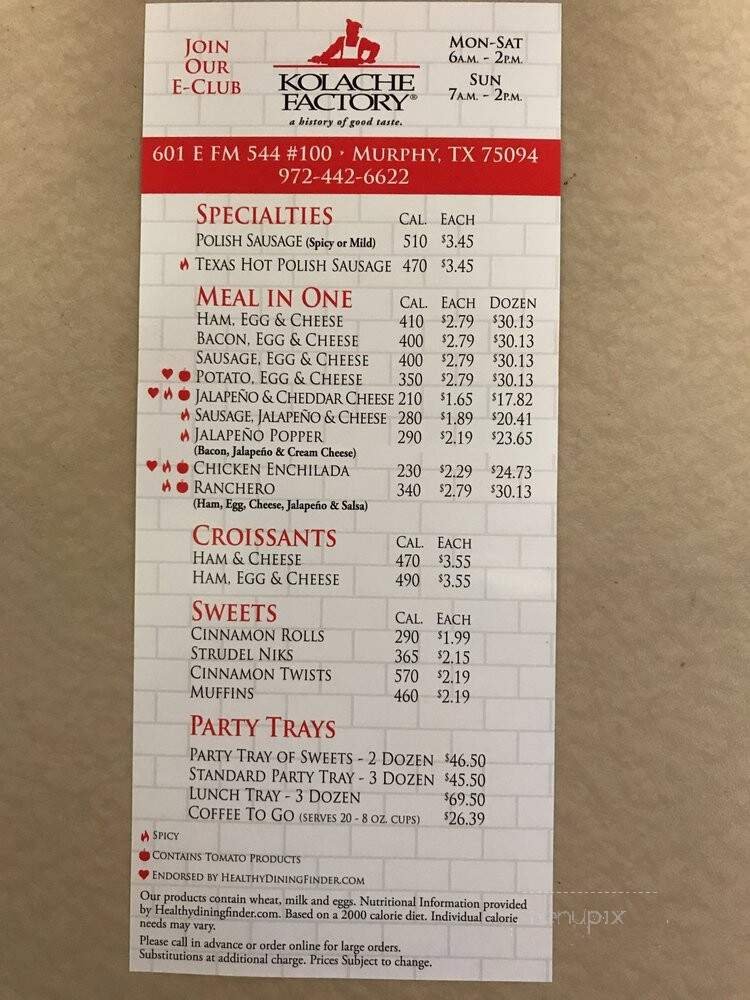 JOIN
OUR
E-CLUB
KOLACHE
FACTORY®
a history of good taste.
MON-SAT
6A.M. - 2P.M.
SUN
7A.M. - 2P.M.
601 E FM 544 #100 · MURPHY, TX 75094
972-442-6622
SPECIALTIES CAL. EACH
POLISH SAUSAGE (Spicy or Mild) 510 $3.45
TEXAS HOT POLISH SAUSAGE 470 $3.45
MEAL IN ONE CAL. EACH DOZEN
HAM, EGG & CHEESE 410 $2.79 $30.13
BACON, EGG & CHEESE 400 $2.79 $30.13
SAUSAGE, EGG & CHEESE 400 $2.79 $30.13
POTATO, EGG & CHEESE 350 $2.79 $30.13
JALAPEÑO & CHEDDAR CHEESE 210 $1.65 $17.82
SAUSAGE, JALAPEÑO & CHEESE 280 $1.89 $20.41
JALAPEÑO POPPER 290 $2.19 $23.65
(Bacon, Jalapeño & Cream Cheese)
CHICKEN ENCHILADA 230 $2.29 $24.73
RANCHERO 340 $2.79 $30.13
(Ham, Egg, Cheese, Jalapeño & Salsa)
CROISSANTS CAL. EACH
HAM & CHEESE 470 $3.55
HAM, EGG & CHEESE 490 $3.55
SWEETS CAL. EACH
CINNAMON ROLLS 290 $1.99
STRUDEL NIKS 365 $2.15
CINNAMON TWISTS 570 $2.19
MUFFINS 460 $2.19
PARTY TRAYS
PARTY TRAY OF SWEETS - 2 DOZEN $46.50
STANDARD PARTY TRAY - 3 DOZEN $45.50
LUNCH TRAY - 3 DOZEN $69.50
COFFEE TO GO (SERVES 20 - 8 OZ. CUPS) $26.39
SPICY
CONTAINS TOMATO PRODUCTS
ENDORSED BY HEALTHYDININGFINDER.COM
Our products contain wheat, milk and eggs. Nutritional Information provided
by Healthydiningfinder.com. Based on a 2000 calorie diet. Individual calorie
needs may vary.
Please call in advance or order online for large orders.
Substitutions at additional charge. Prices Subject to change.
menupix